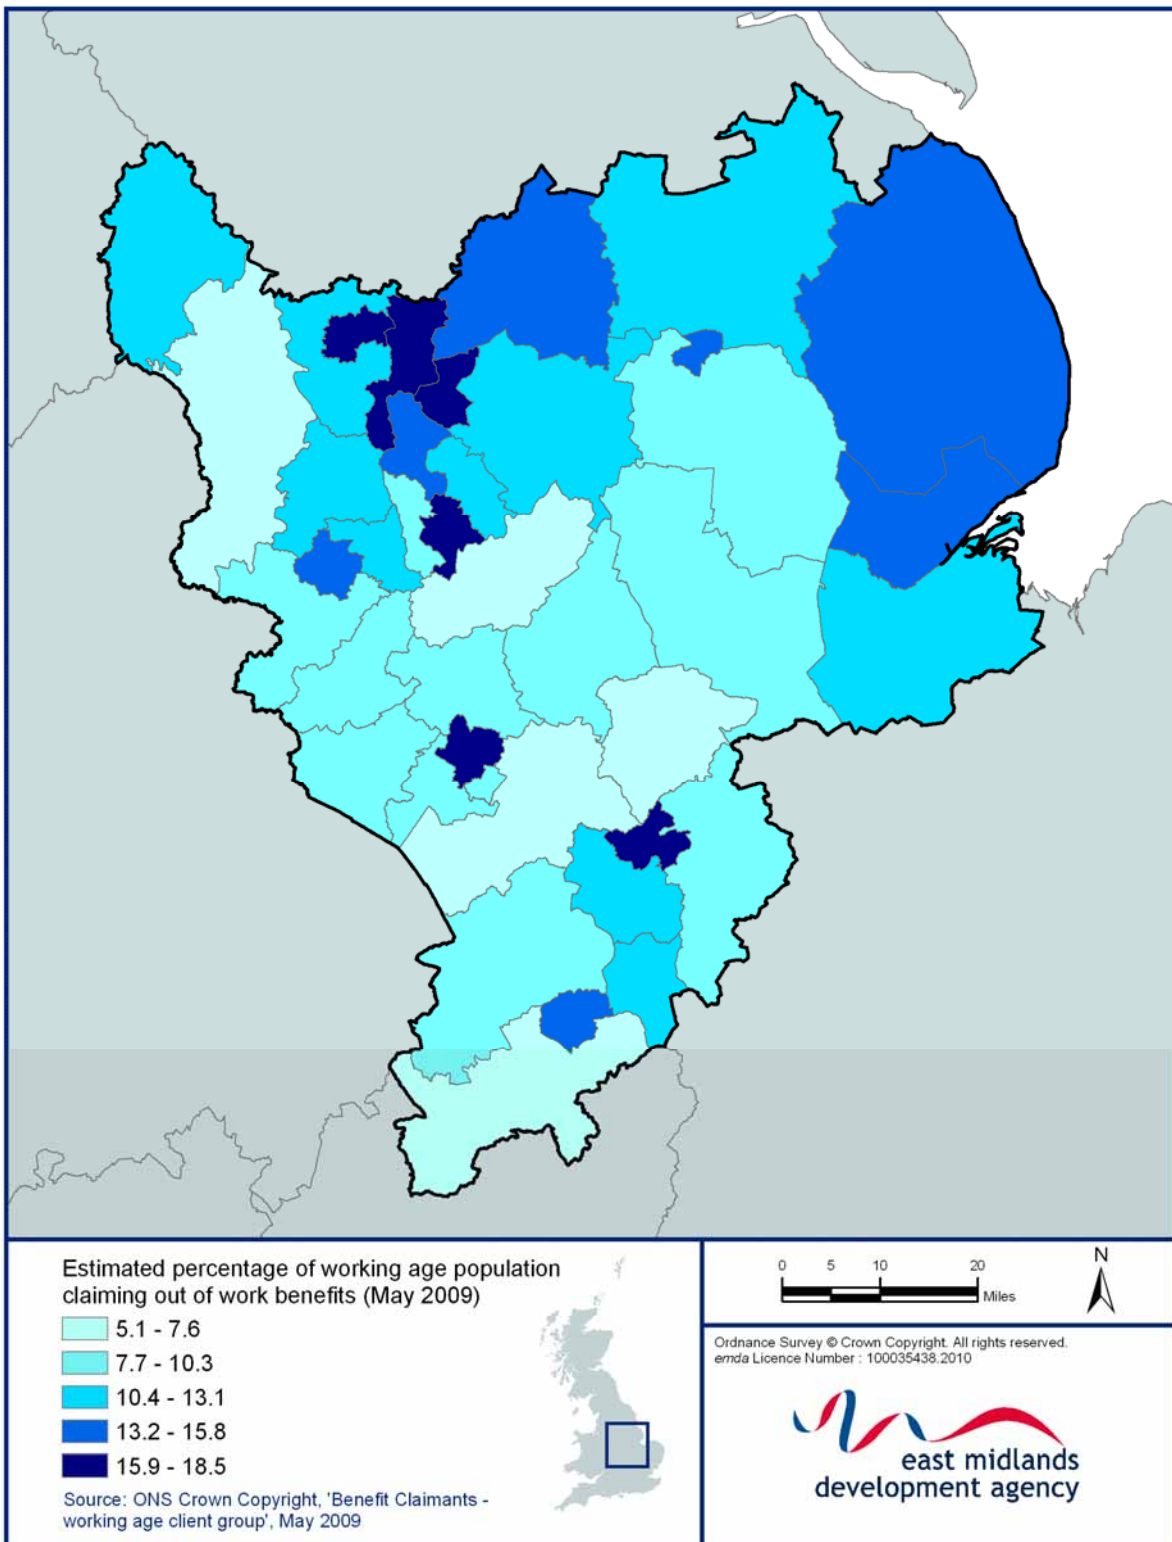 Estimated percentage of working age population
claiming out of work benefits (May 2009)
5.1 - 7.6
7.7 - 10.3
10.4 - 13.1
13.2 - 15.8
15.9 - 18.5
Source: ONS Crown Copyright, 'Benefit Claimants -
working age client group', May 2009
0 5 10 20
Miles
N
Ordnance Survey © Crown Copyright. All rights reserved.
emda Licence Number : 100035438.2010
east midlands
development agency